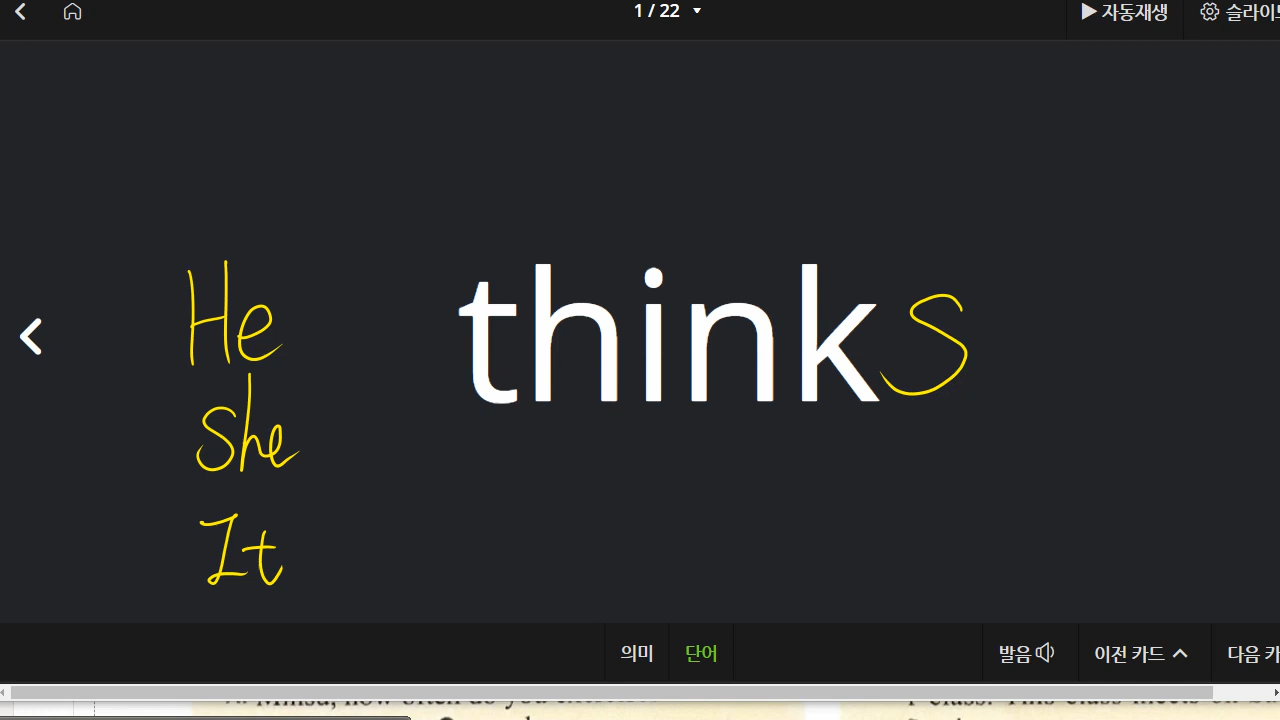 1 / 22
▶ 자동재생
슬라이드
He
thinks
She
It
의미
단어
발음
이전 카드
다음 카